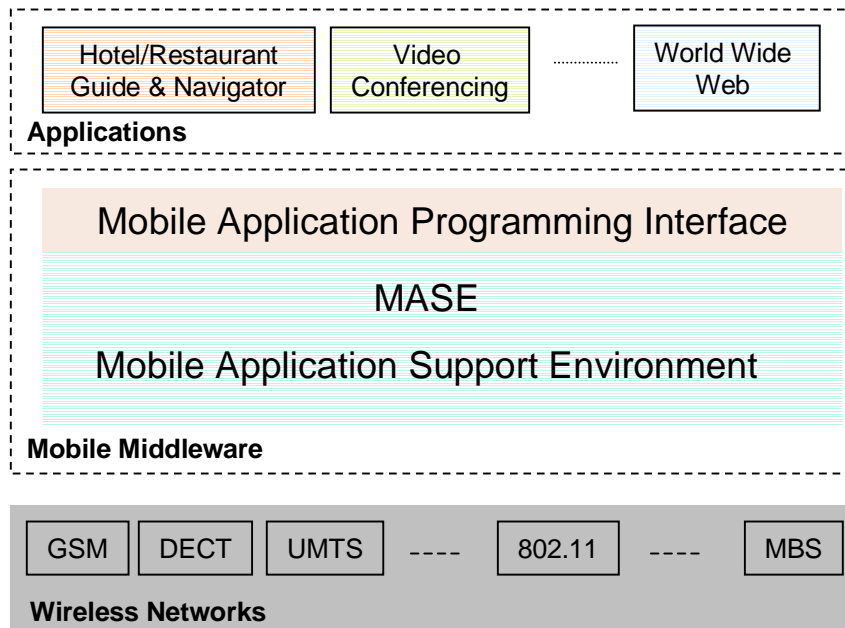 Hotel/Restaurant
Guide & Navigator
Video
Conferencing
................
World Wide
Web
Applications
Mobile Application Programming Interface
MASE
Mobile Application Support Environment
Mobile Middleware
GSM DECT UMTS ---- 802.11 ---- MBS
Wireless Networks